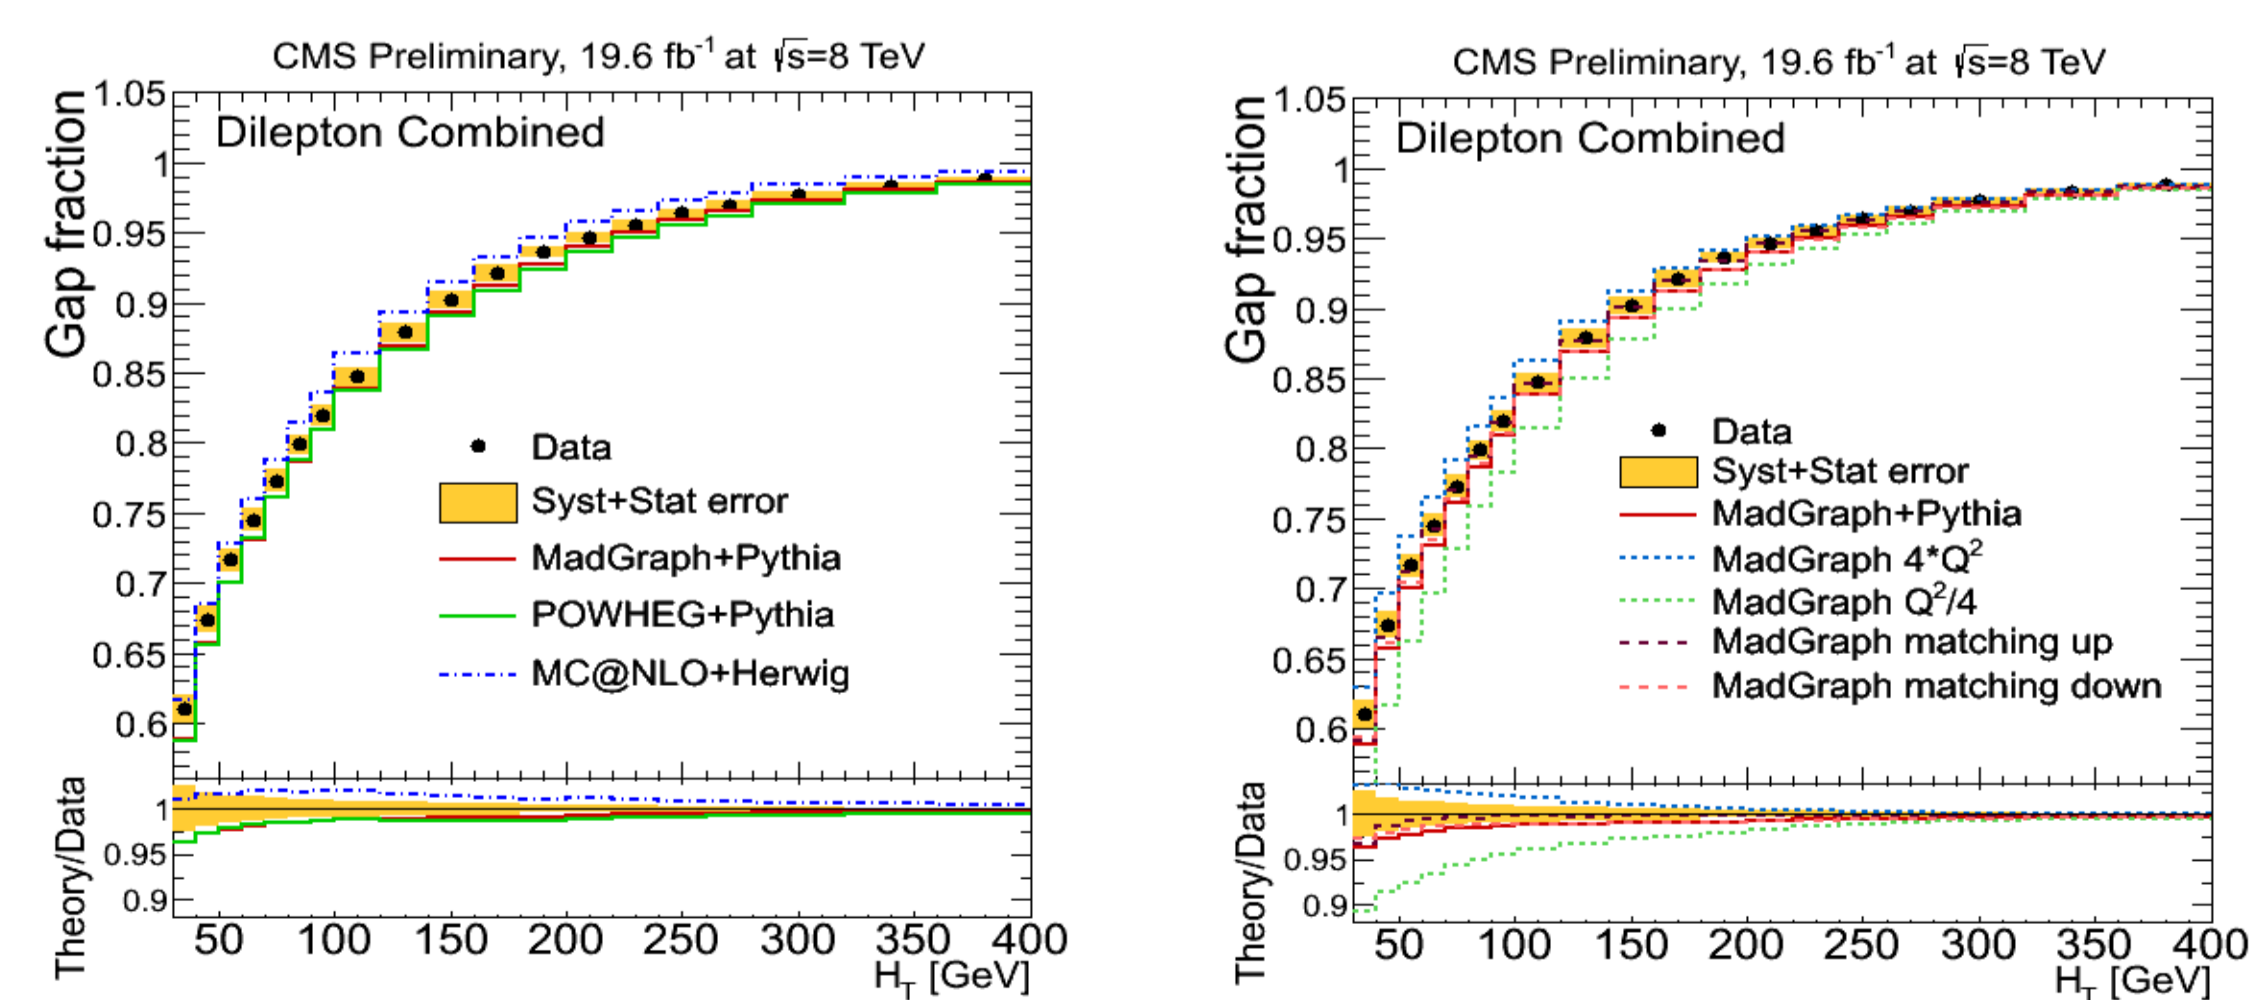 CMS Preliminary, 19.6 fb⁻¹ at √s=8 TeV
Gap fraction
Dilepton Combined
1.05
1
0.95
0.9
0.85
0.8
0.75
0.7
0.65
0.6
Data
Syst+Stat error
MadGraph+Pythia
POWHEG+Pythia
MC@NLO+Herwig
Theory/Data
1
0.95
0.9
50 100 150 200 250 300 350 400
H_T [GeV]
CMS Preliminary, 19.6 fb⁻¹ at √s=8 TeV
Gap fraction
Dilepton Combined
1.05
1
0.95
0.9
0.85
0.8
0.75
0.7
0.65
0.6
Data
Syst+Stat error
MadGraph+Pythia
MadGraph 4*Q²
MadGraph Q²/4
MadGraph matching up
MadGraph matching down
Theory/Data
1
0.95
0.9
50 100 150 200 250 300 350 400
H_T [GeV]